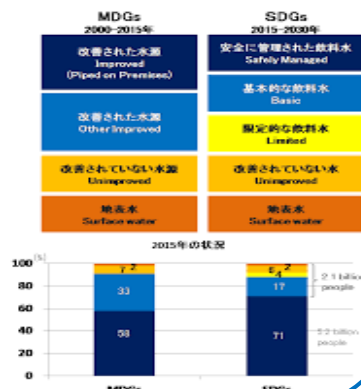 MDGs
2000-2015年
改善された水源
Improved
(Piped on Premises)
改善された水源
Other Improved
改善されていない水源
Unimproved
地表水
Surface water
SDGs
2015-2030年
安全に管理された飲料水
Safely Managed
基本的な飲料水
Basic
限定的な飲料水
Limited
改善されていない水
Unimproved
地表水
Surface water
2015年の状況
[%]
100
80
60
40
20
0
7 2
33
58
6 2
4
17
71
2.1 billion
people
5.2 billion
people
MDGs
SDGs